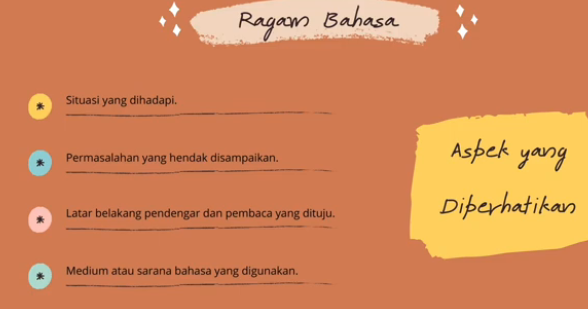 Ragam Bahasa
Situasi yang dihadapi.
Permasalahan yang hendak disampaikan.
Latar belakang pendengar dan pembaca yang dituju.
Medium atau sarana bahasa yang digunakan.
Aspek yang
Diperhatikan